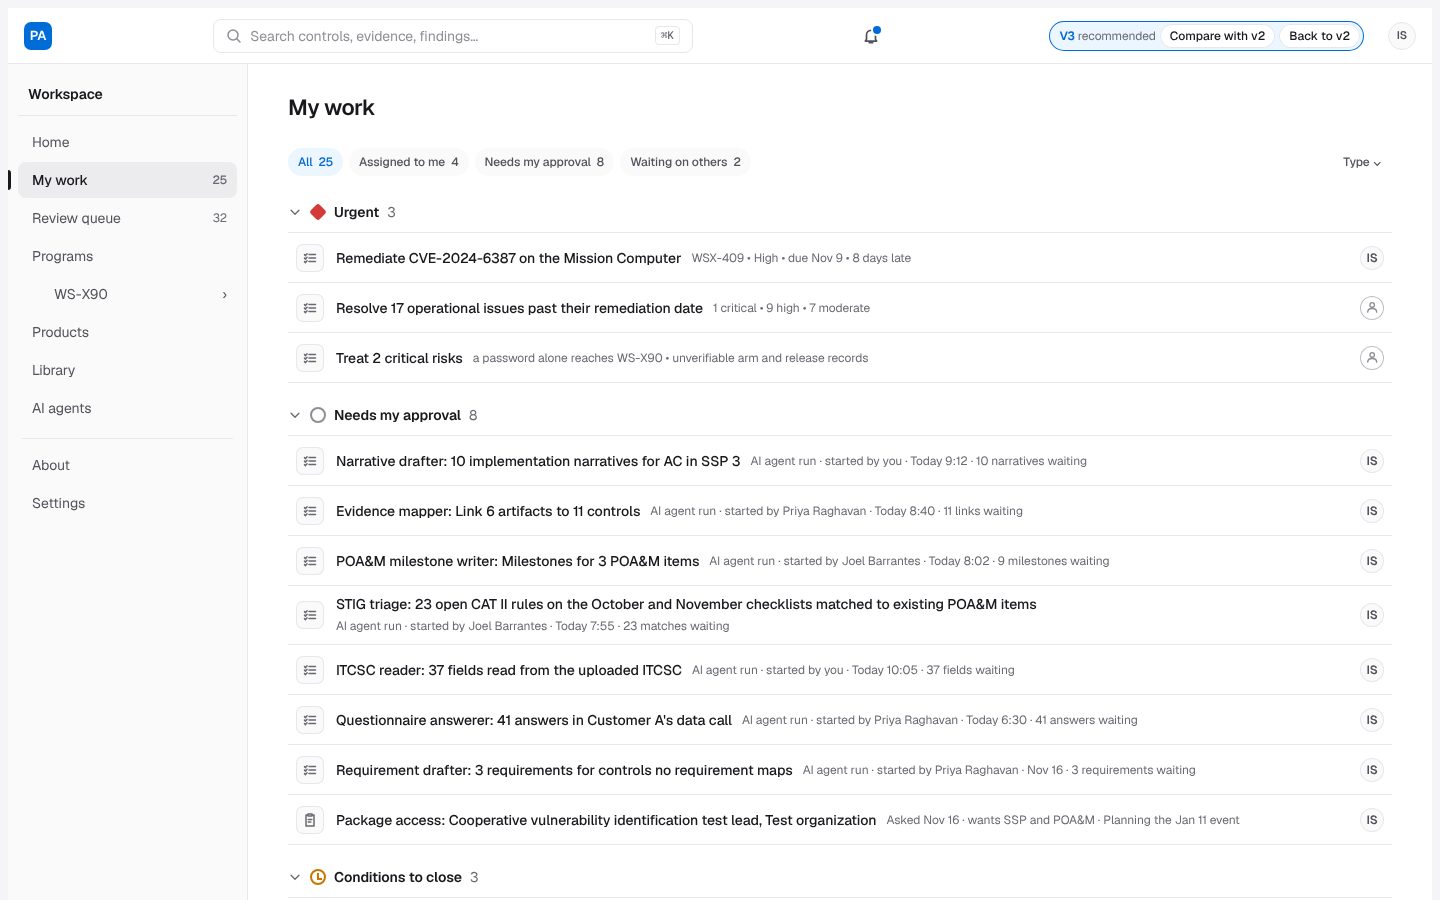 PA
Search controls, evidence, findings...
⌘K
V3 recommended Compare with v2 Back to v2
IS
Workspace
Home
My work 25
Review queue 32
Programs
WS-X90
Products
Library
AI agents
About
Settings
My work
All 25 Assigned to me 4 Needs my approval 8 Waiting on others 2 Type
Urgent 3
Remediate CVE-2024-6387 on the Mission Computer WSX-409 • High • due Nov 9 • 8 days late IS
Resolve 17 operational issues past their remediation date 1 critical • 9 high • 7 moderate
Treat 2 critical risks a password alone reaches WS-X90 • unverifiable arm and release records
Needs my approval 8
Narrative drafter: 10 implementation narratives for AC in SSP 3 AI agent run · started by you · Today 9:12 · 10 narratives waiting IS
Evidence mapper: Link 6 artifacts to 11 controls AI agent run · started by Priya Raghavan · Today 8:40 · 11 links waiting IS
POA&M milestone writer: Milestones for 3 POA&M items AI agent run · started by Joel Barrantes · Today 8:02 · 9 milestones waiting IS
STIG triage: 23 open CAT II rules on the October and November checklists matched to existing POA&M items
AI agent run · started by Joel Barrantes · Today 7:55 · 23 matches waiting IS
ITCSC reader: 37 fields read from the uploaded ITCSC AI agent run · started by you · Today 10:05 · 37 fields waiting IS
Questionnaire answerer: 41 answers in Customer A's data call AI agent run · started by Priya Raghavan · Today 6:30 · 41 answers waiting IS
Requirement drafter: 3 requirements for controls no requirement maps AI agent run · started by Priya Raghavan · Nov 16 · 3 requirements waiting IS
Package access: Cooperative vulnerability identification test lead, Test organization Asked Nov 16 · wants SSP and POA&M · Planning the Jan 11 event IS
Conditions to close 3